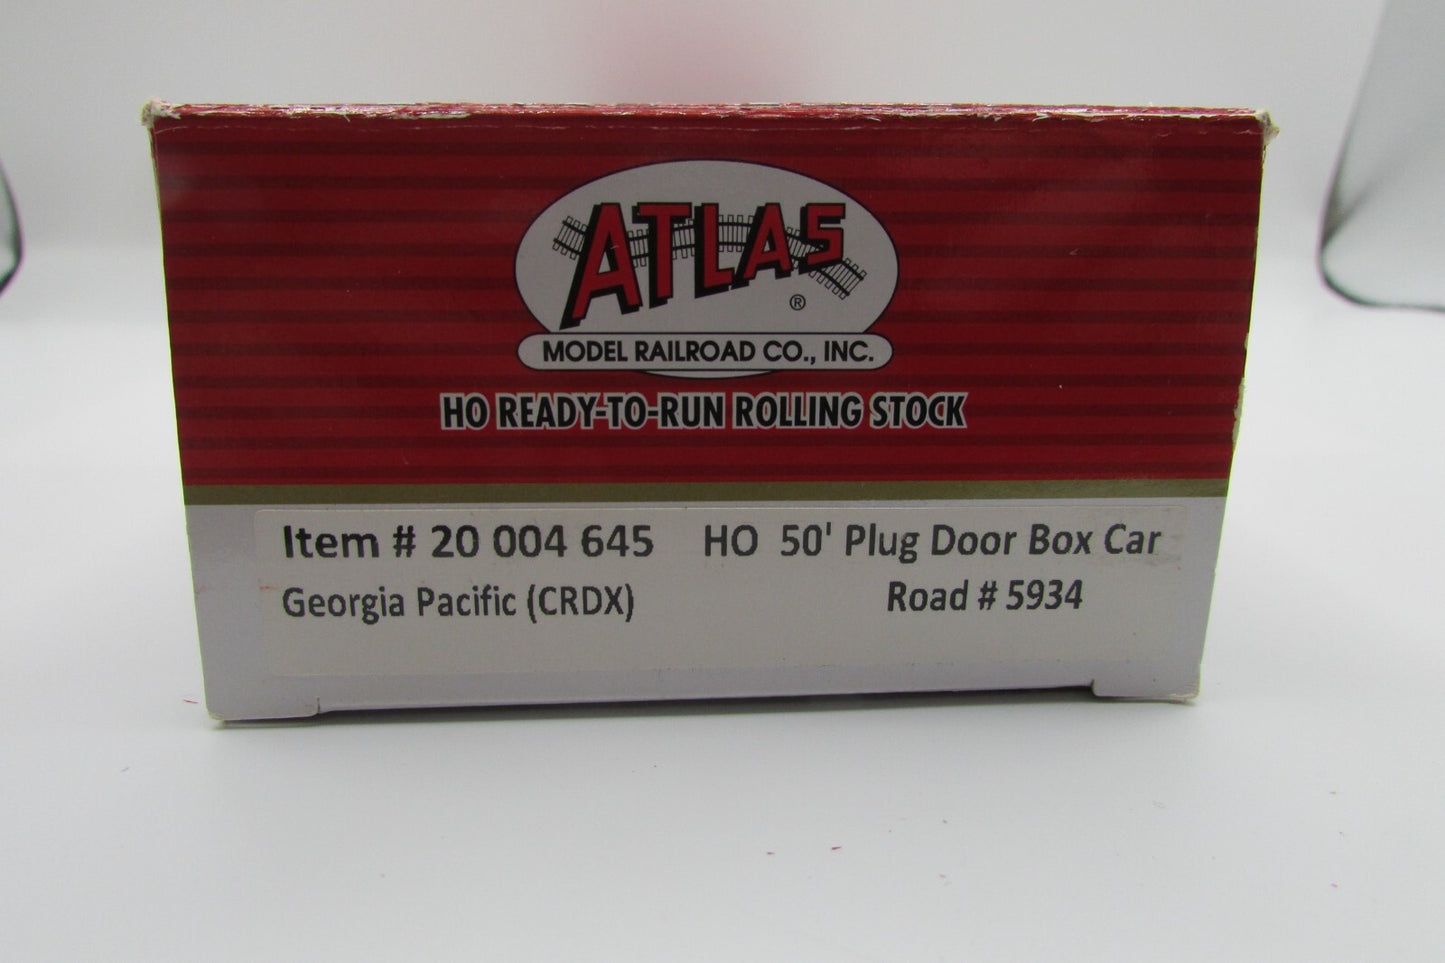 ATLAS
®
MODEL RAILROAD CO., INC.
HO READY-TO-RUN ROLLING STOCK
Item # 20 004 645 HO 50' Plug Door Box Car
Georgia Pacific (CRDX) Road # 5934